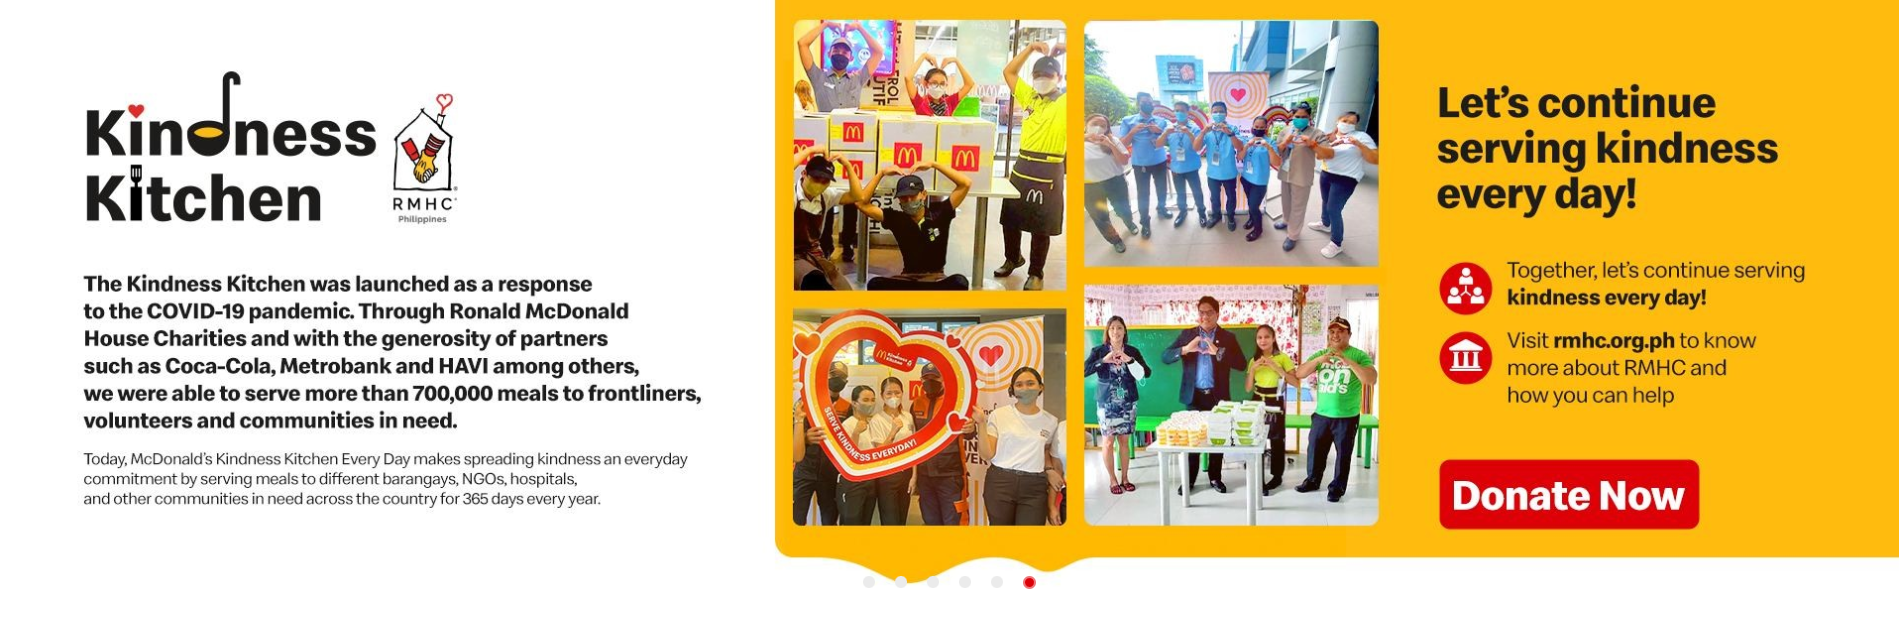 Kindness
Kitchen
RMHC
Philippines
The Kindness Kitchen was launched as a response
to the COVID-19 pandemic. Through Ronald McDonald
House Charities and with the generosity of partners
such as Coca-Cola, Metrobank and HAVI among others,
we were able to serve more than 700,000 meals to frontliners,
volunteers and communities in need.
Today, McDonald's Kindness Kitchen Every Day makes spreading kindness an everyday
commitment by serving meals to different barangays, NGOs, hospitals,
and other communities in need across the country for 365 days every year.
Kindness
Kitchen
SERVE KINDNESS EVERYDAY!
Let's continue
serving kindness
every day!
Together, let's continue serving
kindness every day!
Visit rmhc.org.ph to know
more about RMHC and
how you can help
Donate Now